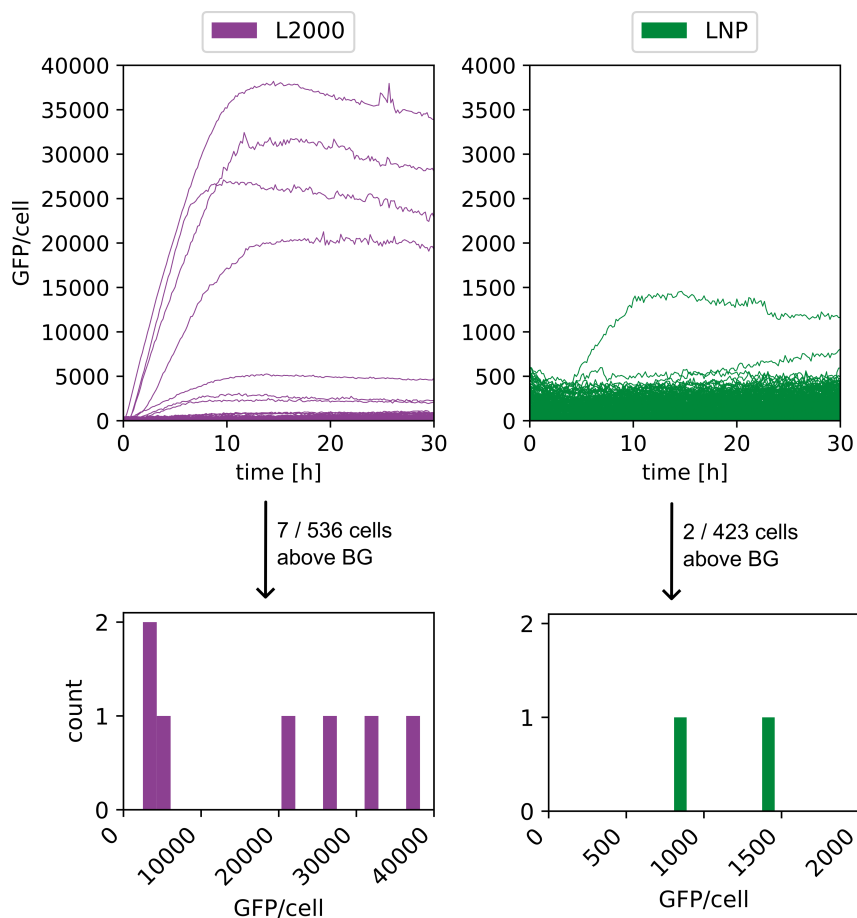 L2000
LNP
GFP/cell
40000
35000
30000
25000
20000
15000
10000
5000
0
0 10 20 30
time [h]
4000
3500
3000
2500
2000
1500
1000
500
0
0 10 20 30
time [h]
7 / 536 cells
above BG
2 / 423 cells
above BG
count
2
1
0
0 10000 20000 30000 40000
GFP/cell
2
1
0
0 500 1000 1500 2000
GFP/cell